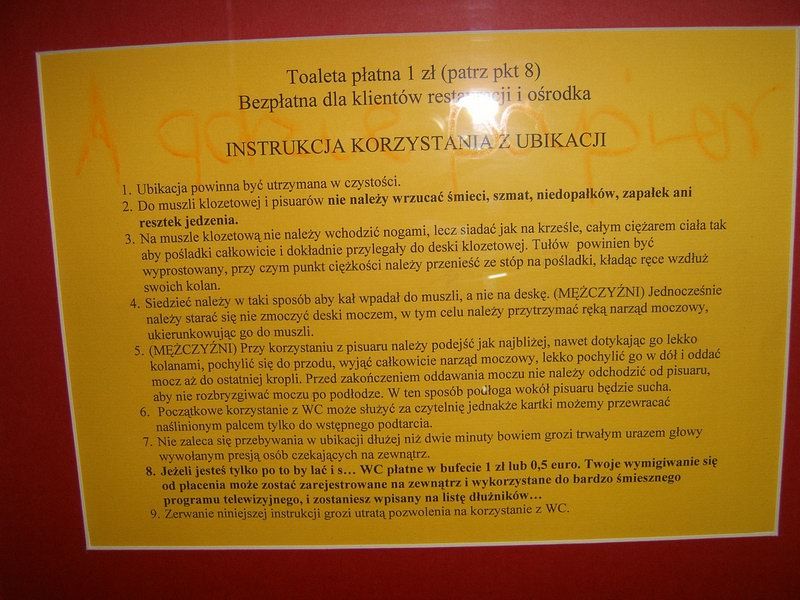 Toaleta płatna 1 zł (patrz pkt 8)
Bezpłatna dla klientów restauracji i ośrodka
INSTRUKCJA KORZYSTANIA Z UBIKACJI
1. Ubikacja powinna być utrzymana w czystości.
2. Do muszli klozetowej i pisuarów nie należy wrzucać śmieci, szmat, niedopałków, zapałek ani
resztek jedzenia.
3. Na muszle klozetową nie należy wchodzić nogami, lecz siadać jak na krześle, całym ciężarem ciała tak
aby pośladki całkowicie i dokładnie przylegały do deski klozetowej. Tułów powinien być
wyprostowany, przy czym punkt ciężkości należy przenieść ze stóp na pośladki, kładąc ręce wzdłuż
swoich kolan.
4. Siedzieć należy w taki sposób aby kał wpadał do muszli, a nie na deskę. (MĘŻCZYŹNI) Jednocześnie
należy starać się nie zmoczyć deski moczem, w tym celu należy przytrzymać ręką narząd moczowy,
ukierunkowując go do muszli.
5. (MĘŻCZYŹNI) Przy korzystaniu z pisuaru należy podejść jak najbliżej, nawet dotykając go lekko
kolanami, pochylić się do przodu, wyjąć całkowicie narząd moczowy, lekko pochylić go w dół i oddać
mocz aż do ostatniej kropli. Przed zakończeniem oddawania moczu nie należy odchodzić od pisuaru,
aby nie rozbryzgiwać moczu po podłodze. W ten sposób podłoga wokół pisuaru będzie sucha.
6. Początkowe korzystanie z WC może służyć za czytelnię jednakże kartki możemy przewracać
naślinionym palcem tylko do wstępnego podtarcia.
7. Nie zaleca się przebywania w ubikacji dłużej niż dwie minuty bowiem grozi trwałym urazem głowy
wywołanym presją osób czekających na zewnątrz.
8. Jeżeli jesteś tylko po to by lać i s... WC płatne w bufecie 1 zł lub 0,5 euro. Twoje wymigiwanie się
od płacenia może zostać zarejestrowane na zewnątrz i wykorzystane do bardzo śmiesznego
programu telewizyjnego, i zostaniesz wpisany na listę dłużników...
9. Zerwanie niniejszej instrukcji grozi utratą pozwolenia na korzystanie z WC.